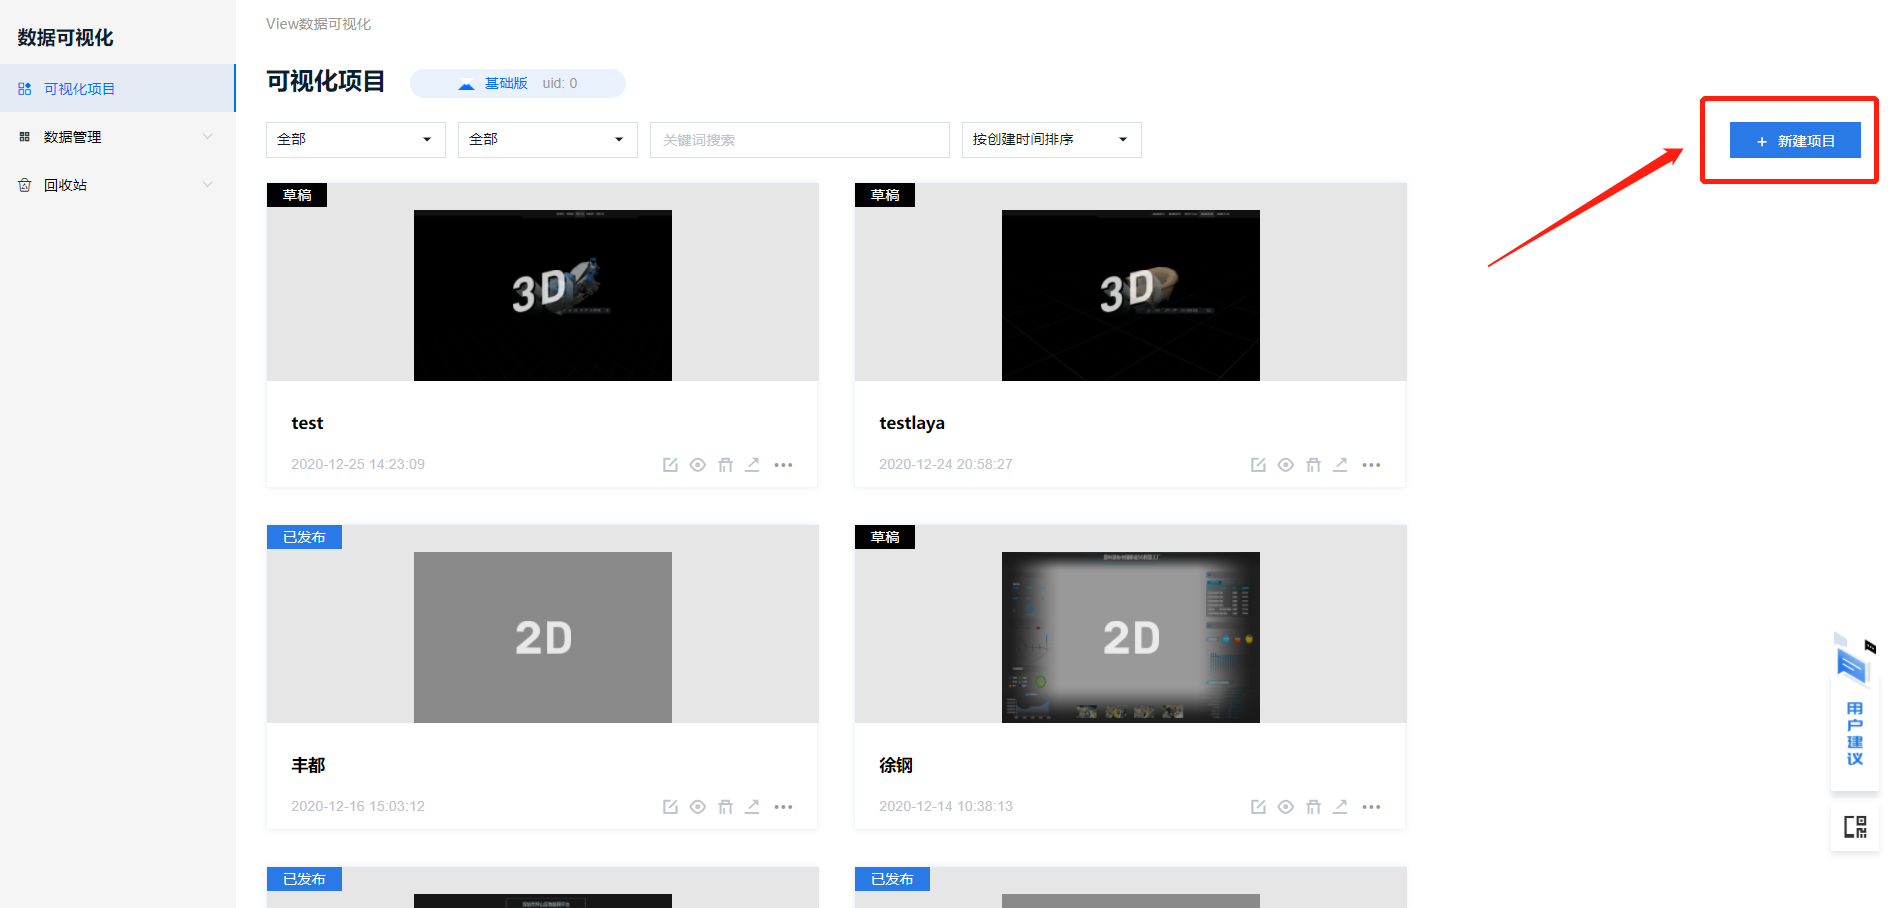 数据可视化
可视化项目
数据管理
回收站
View数据可视化
可视化项目
基础版 uid: 0
全部
全部
关键词搜索
按创建时间排序
+ 新建项目
草稿
3D
test
2020-12-25 14:23:09
草稿
3D
testlaya
2020-12-24 20:58:27
已发布
2D
丰都
2020-12-16 15:03:12
草稿
2D
徐钢
2020-12-14 10:38:13
已发布
已发布
用户建议